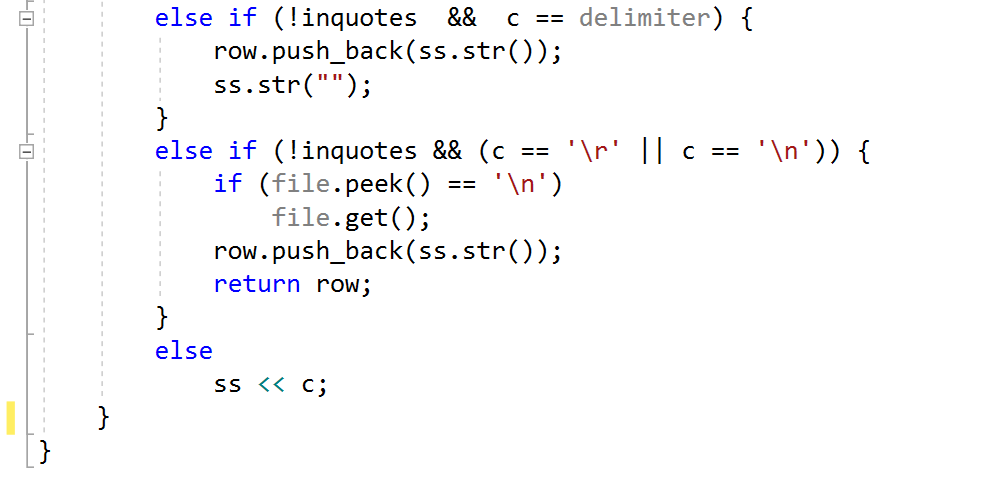 else if (!inquotes  &&  c == delimiter) {
    row.push_back(ss.str());
    ss.str("");
}
else if (!inquotes && (c == '\r' || c == '\n')) {
    if (file.peek() == '\n')
        file.get();
    row.push_back(ss.str());
    return row;
}
else
    ss << c;
}
}